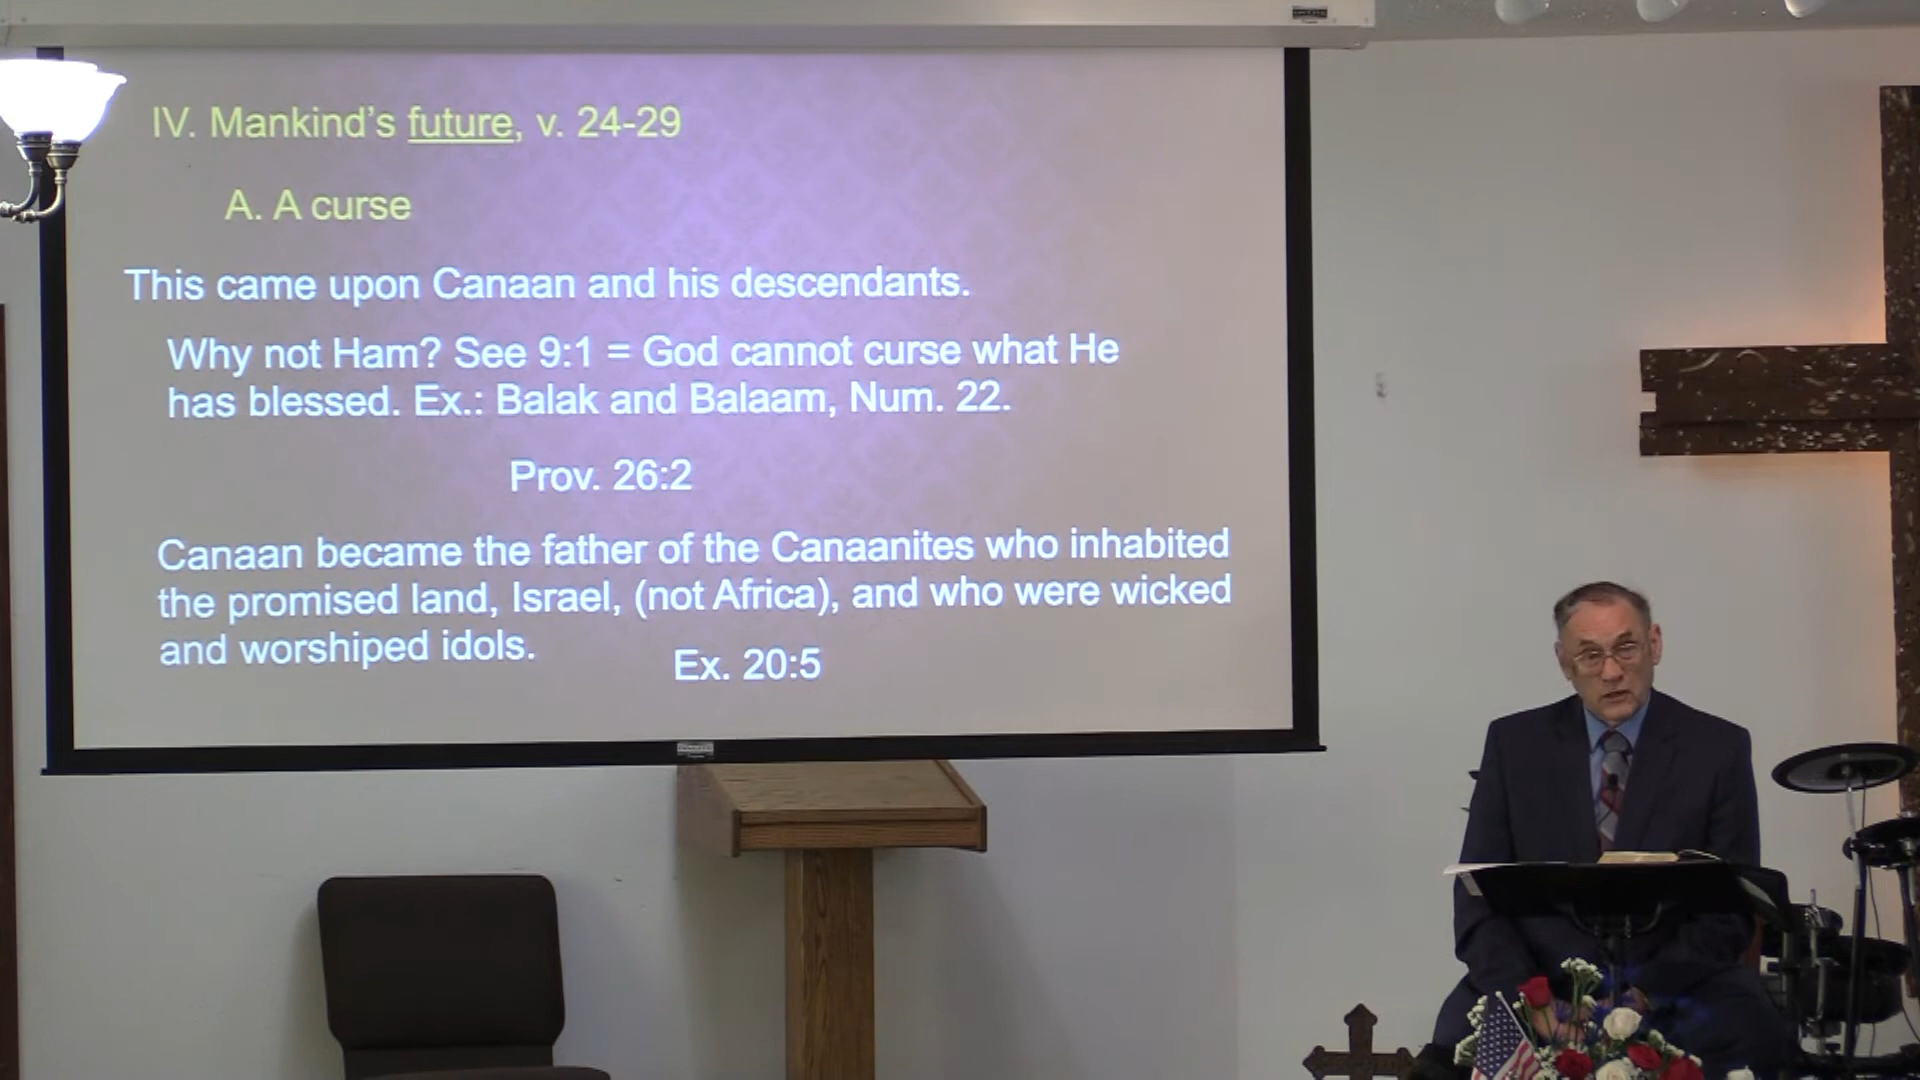 IV. Mankind's future, v. 24-29
A. A curse
This came upon Canaan and his descendants.
Why not Ham? See 9:1 = God cannot curse what He
has blessed. Ex.: Balak and Balaam, Num. 22.
Prov. 26:2
Canaan became the father of the Canaanites who inhabited
the promised land, Israel, (not Africa), and who were wicked
and worshiped idols.
Ex. 20:5